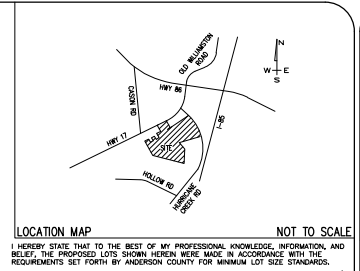 OLD WILLIAMSTON
ROAD
N
W E
S
HWY 86
CASON RD
I-85
HWY 17
SITE
HOLLOW RD
HURRICANE
CREEK RD
LOCATION MAP NOT TO SCALE
I HEREBY STATE THAT TO THE BEST OF MY PROFESSIONAL KNOWLEDGE, INFORMATION, AND
BELIEF, THE PROPOSED LOTS SHOWN HEREIN WERE MADE IN ACCORDANCE WITH THE
REQUIREMENTS SET FORTH BY ANDERSON COUNTY FOR MINIMUM LOT SIZE STANDARDS.